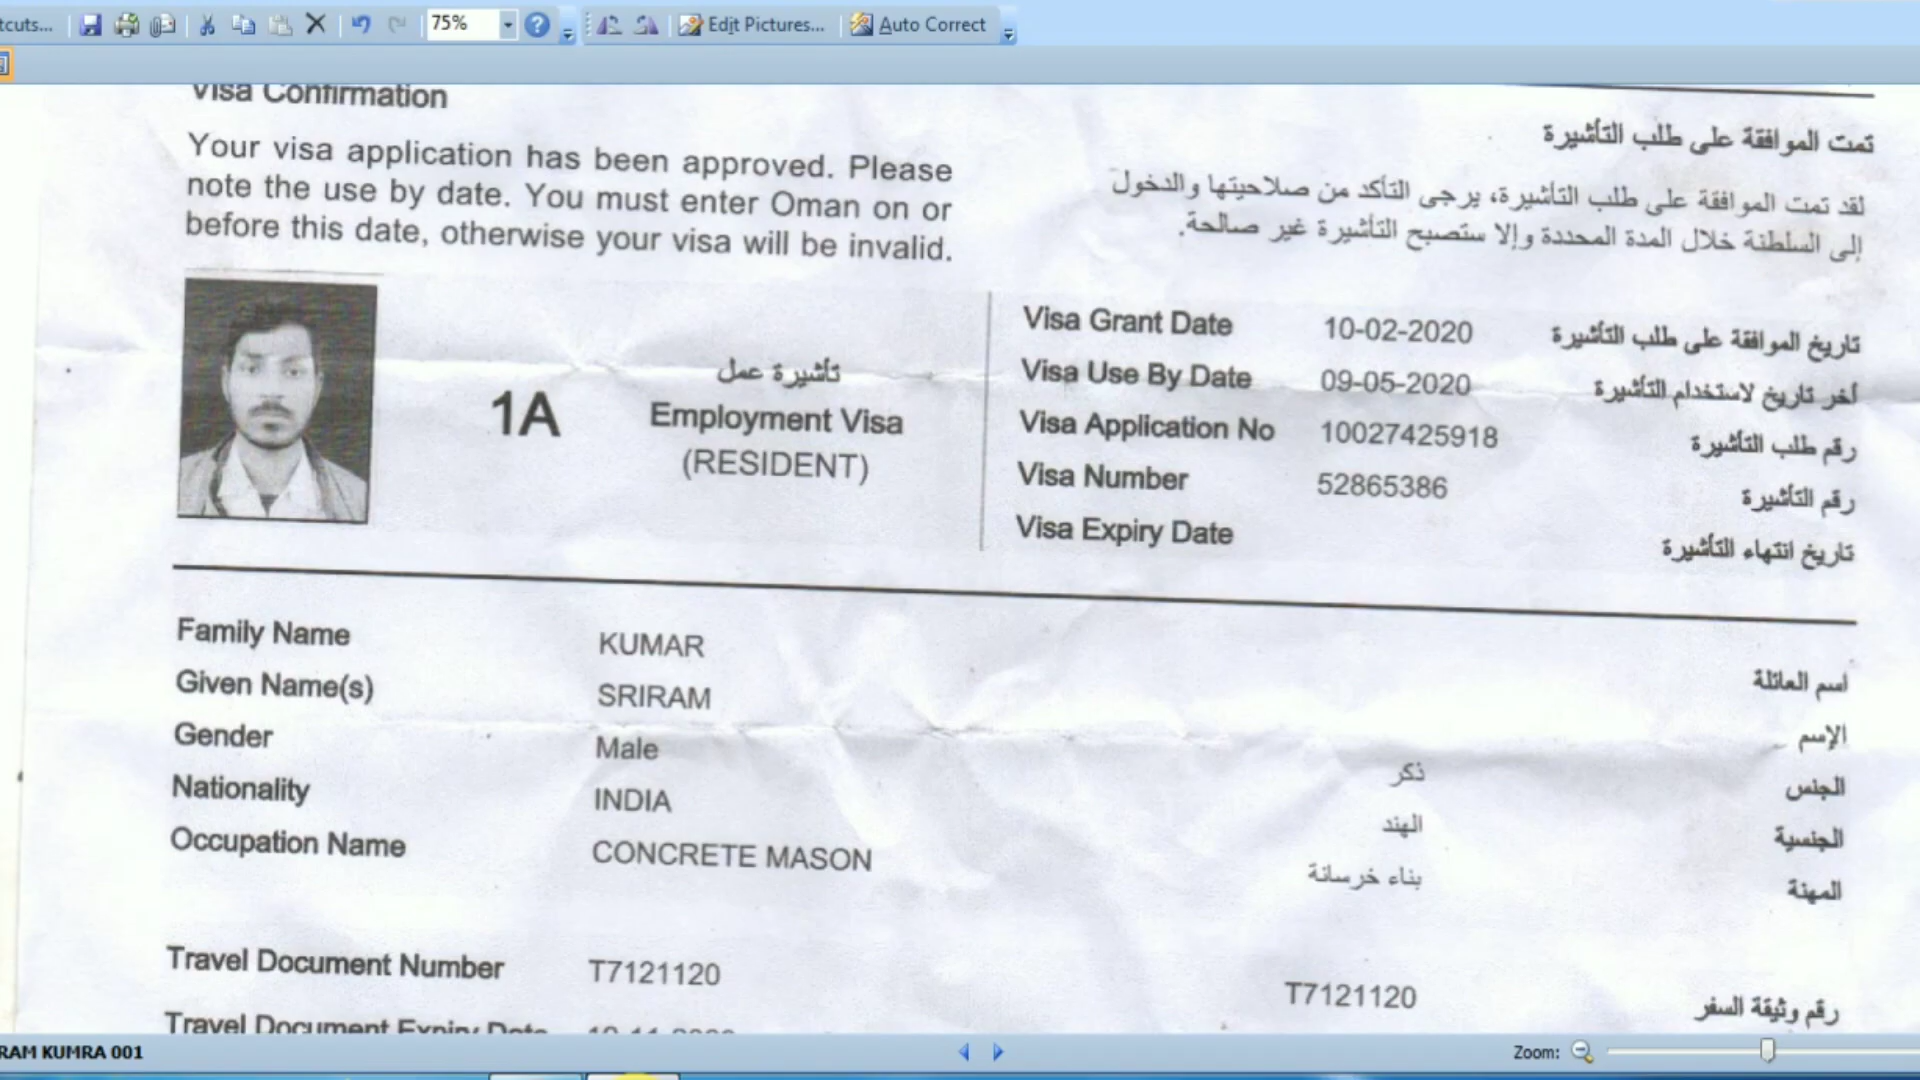 tcuts...
75%
Edit Pictures...
Auto Correct
Visa Confirmation
Your visa application has been approved. Please
note the use by date. You must enter Oman on or
before this date, otherwise your visa will be invalid.
تمت الموافقة على طلب التأشيرة
لقد تمت الموافقة على طلب التأشيرة، يرجى التأكد من صلاحيتها والدخول
إلى السلطنة خلال المدة المحددة وإلا ستصبح التأشيرة غير صالحة.
1A
تأشيرة عمل
Employment Visa
(RESIDENT)
Visa Grant Date 10-02-2020 تاريخ الموافقة على طلب التأشيرة
Visa Use By Date 09-05-2020 أخر تاريخ لاستخدام التأشيرة
Visa Application No 10027425918 رقم طلب التأشيرة
Visa Number 52865386 رقم التأشيرة
Visa Expiry Date تاريخ انتهاء التأشيرة
Family Name KUMAR اسم العائلة
Given Name(s) SRIRAM الإسم
Gender Male ذكر الجنس
Nationality INDIA الهند الجنسية
Occupation Name CONCRETE MASON بناء خرسانة المهنة
Travel Document Number T7121120 T7121120 رقم وثيقة السفر
Travel Document Expiry Date
RAM KUMRA 001
Zoom: